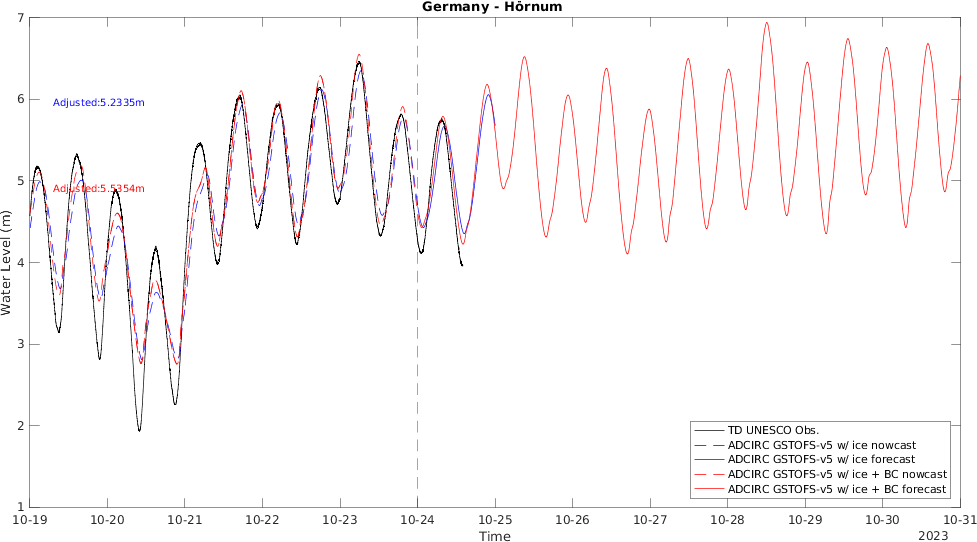 Germany - Hörnum
7
6
5
4
3
2
1
Water Level (m)
Adjusted:5.2335m
Adjusted:5.5354m
TD UNESCO Obs.
ADCIRC GSTOFS-v5 w/ ice nowcast
ADCIRC GSTOFS-v5 w/ ice forecast
ADCIRC GSTOFS-v5 w/ ice + BC nowcast
ADCIRC GSTOFS-v5 w/ ice + BC forecast
10-19 10-20 10-21 10-22 10-23 10-24 10-25 10-26 10-27 10-28 10-29 10-30 10-31
Time
2023